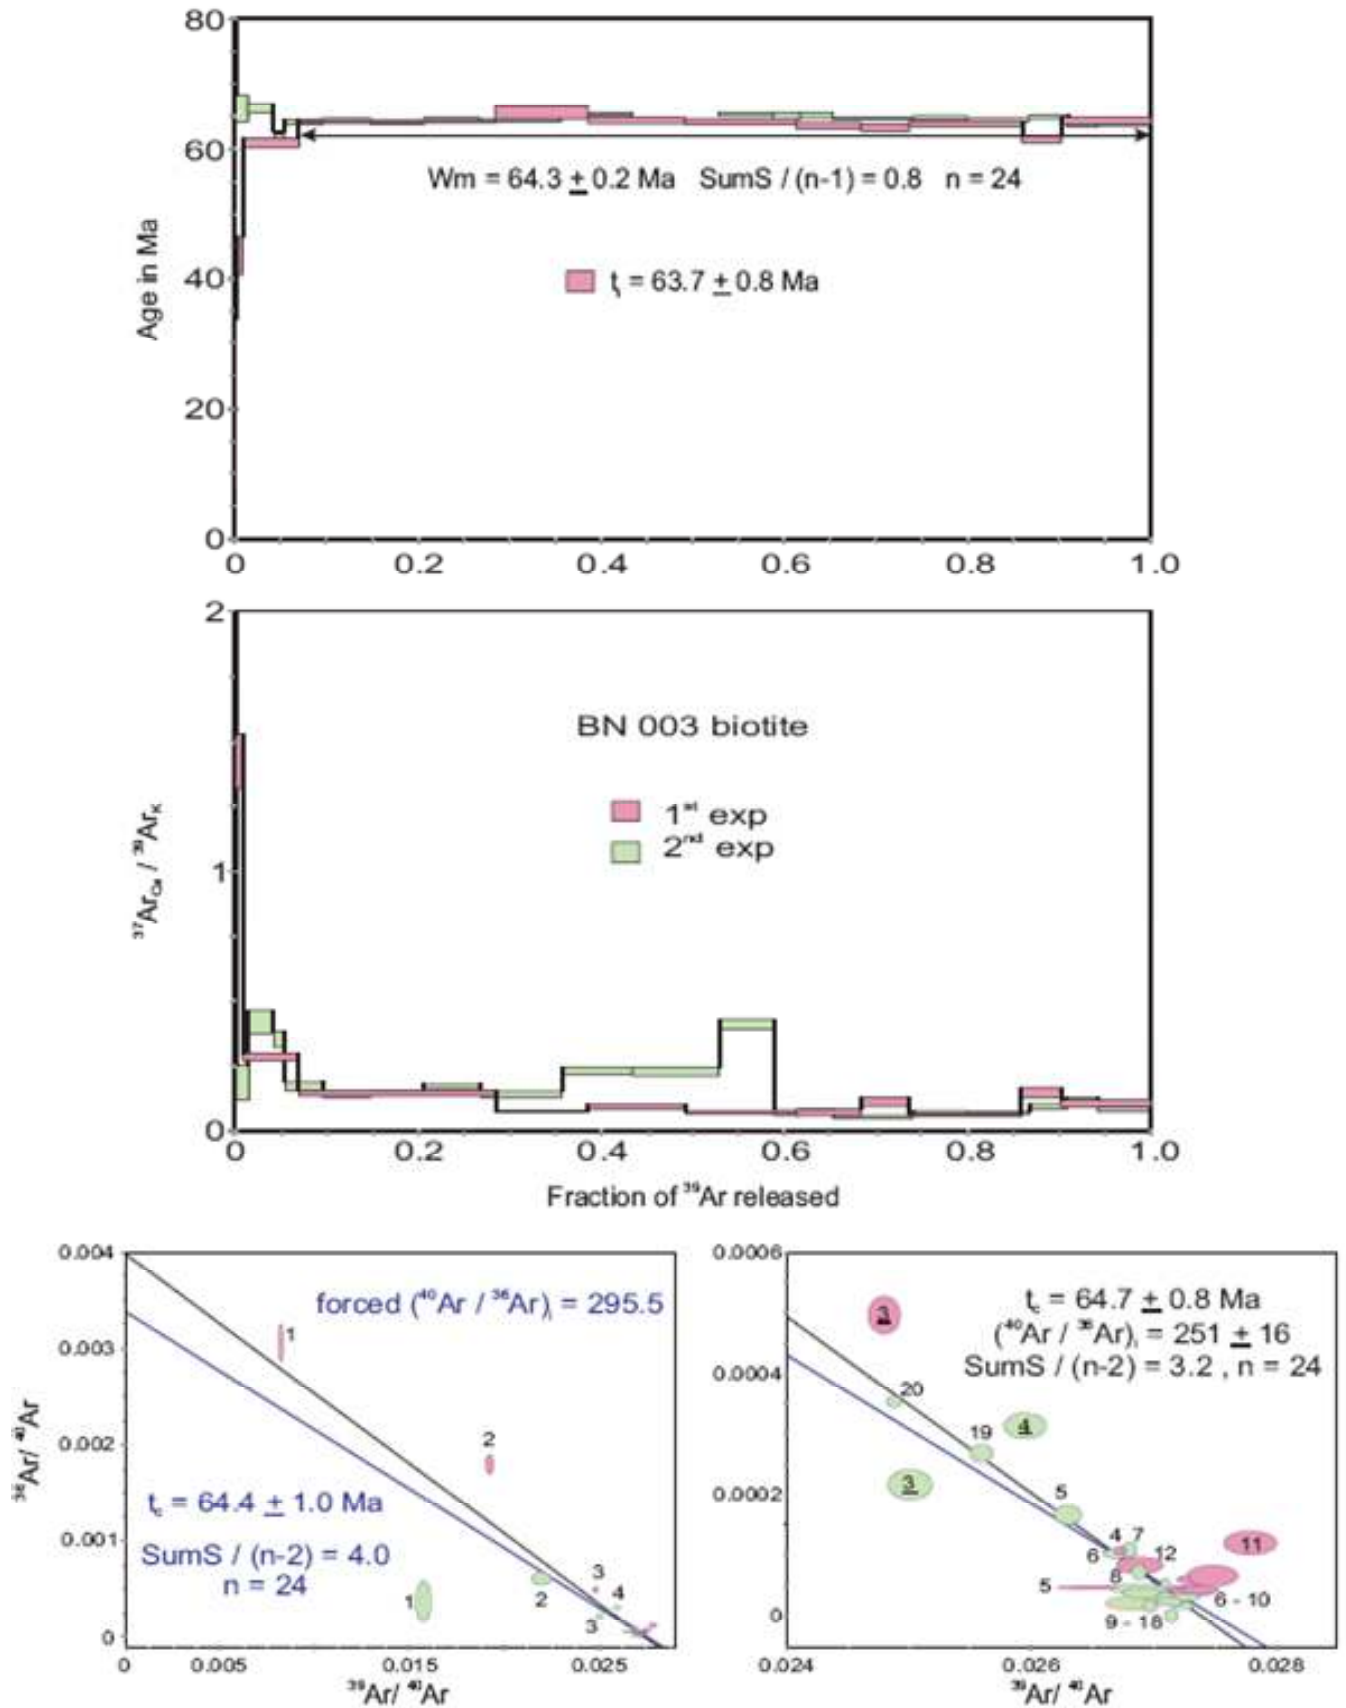 80
60
40
20
0
Age in Ma
Wm = 64.3 ± 0.2 Ma SumS / (n-1) = 0.8 n = 24
tᵢ = 63.7 ± 0.8 Ma
0 0.2 0.4 0.6 0.8 1.0
2
1
0
³⁷Ar_Ca / ³⁹Ar_K
BN 003 biotite
1st exp
2nd exp
0 0.2 0.4 0.6 0.8 1.0
Fraction of ³⁹Ar released
0.004
0.003
0.002
0.001
0
³⁶Ar/ ⁴⁰Ar
forced (⁴⁰Ar / ³⁶Ar)ᵢ = 295.5
1
2
t_c = 64.4 ± 1.0 Ma
SumS / (n-2) = 4.0
n = 24
1
2
3
4
3
0 0.005 0.015 0.025
³⁹Ar/ ⁴⁰Ar
0.0006
0.0004
0.0002
0
t_c = 64.7 ± 0.8 Ma
(⁴⁰Ar / ³⁶Ar)ᵢ = 251 ± 16
SumS / (n-2) = 3.2 , n = 24
3
20
19
4
3
5
4 7
6
12
11
8
5
6 - 10
9 - 18
0.024 0.026 0.028
³⁹Ar/ ⁴⁰Ar